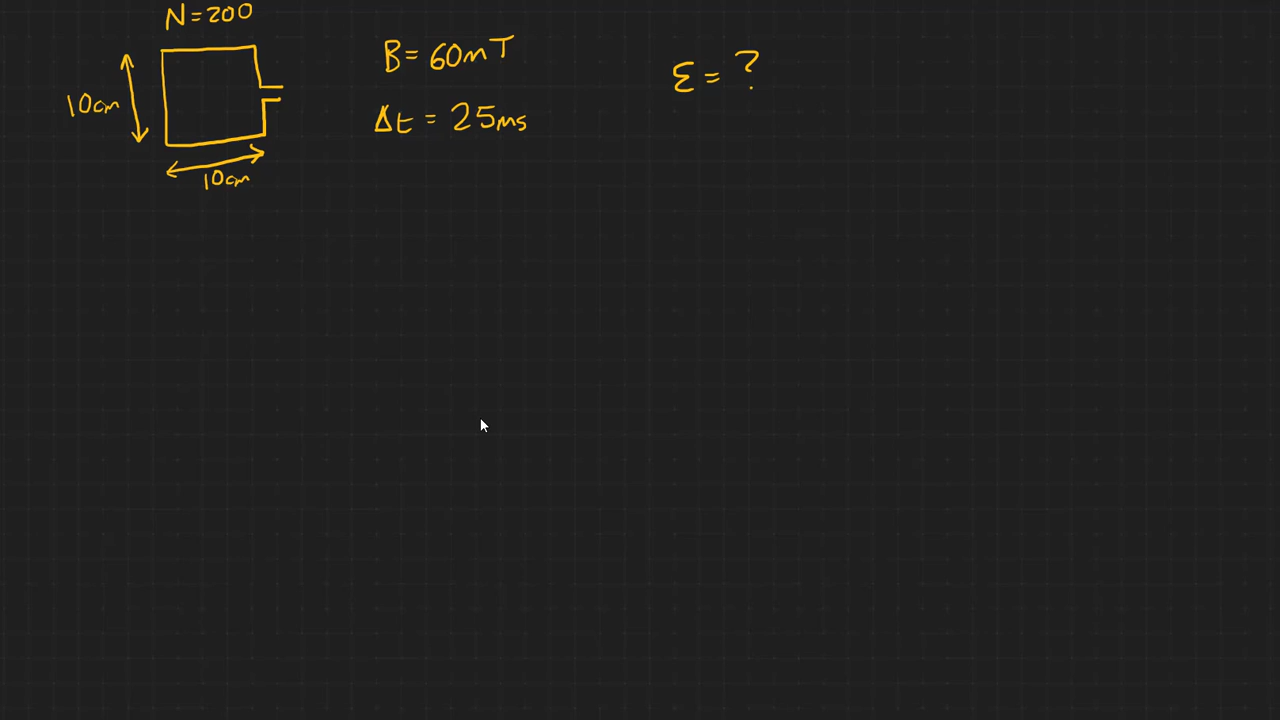 N=200
10cm
10cm
B= 60mT
Δt = 25ms
ε = ?